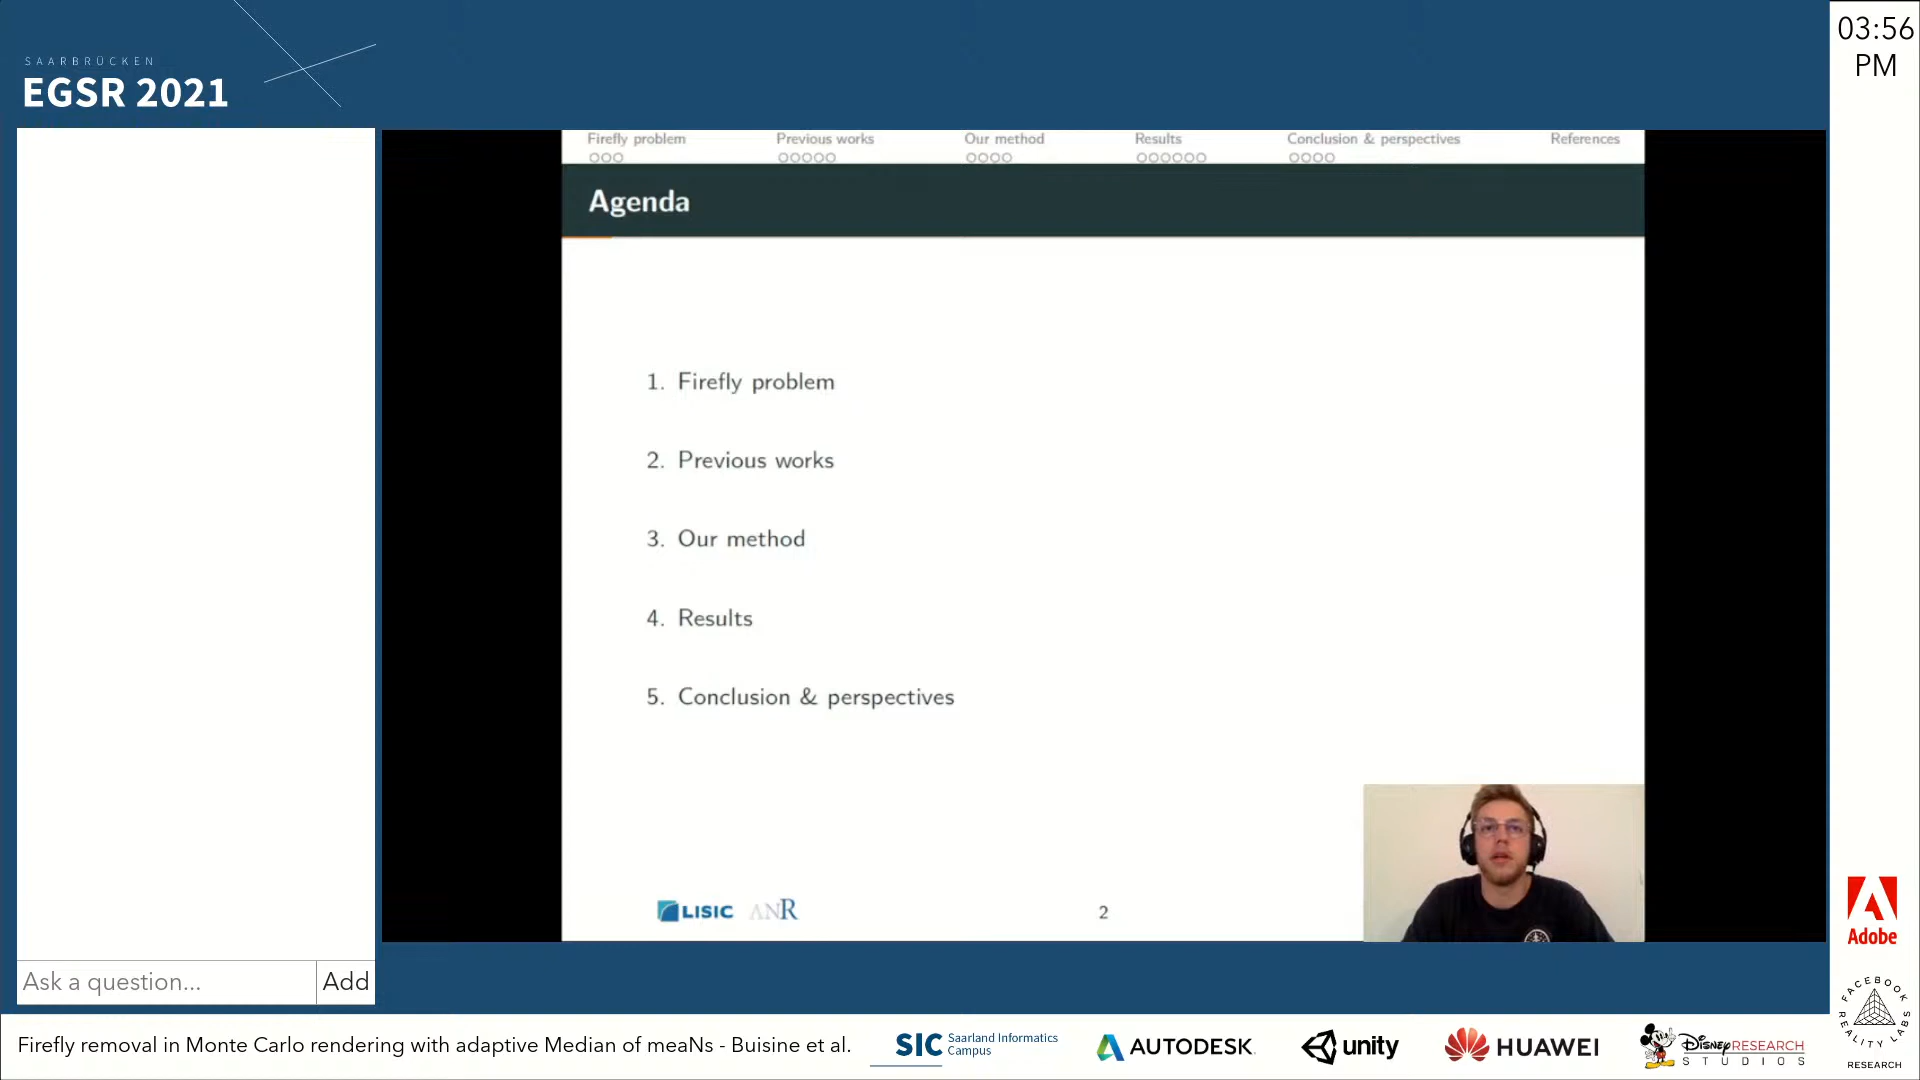 SAARBRÜCKEN
EGSR 2021
03:56
PM
Firefly problem
Previous works
Our method
Results
Conclusion & perspectives
References
Agenda
1. Firefly problem
2. Previous works
3. Our method
4. Results
5. Conclusion & perspectives
LISIC
ANR
2
Ask a question...
Add
Adobe
FACEBOOK
REALITY LABS
RESEARCH
Firefly removal in Monte Carlo rendering with adaptive Median of meaNs - Buisine et al.
SIC Saarland Informatics
Campus
AUTODESK
unity
HUAWEI
DISNEY RESEARCH
STUDIOS